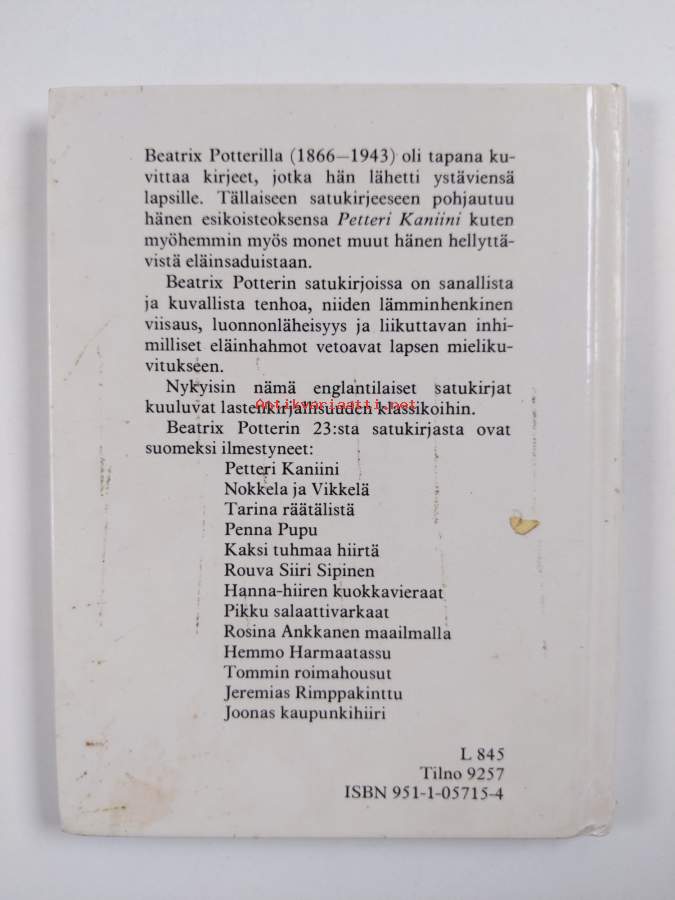 Beatrix Potterilla (1866—1943) oli tapana ku-
vittaa kirjeet, jotka hän lähetti ystäviensä
lapsille. Tällaiseen satukirjeeseen pohjautuu
hänen esikoisteoksensa Petteri Kaniini kuten
myöhemmin myös monet muut hänen hellyttä-
vistä eläinsaduistaan.
Beatrix Potterin satukirjoissa on sanallista
ja kuvallista tenhoa, niiden lämminhenkinen
viisaus, luonnonläheisyys ja liikuttavan inhi-
milliset eläinhahmot vetoavat lapsen mieliku-
vitukseen.
Nykyisin nämä englantilaiset satukirjat
kuuluvat lastenkirjallisuuden klassikoihin.
Antikvariaatti.net
Beatrix Potterin 23:sta satukirjasta ovat
suomeksi ilmestyneet:
Petteri Kaniini
Nokkela ja Vikkelä
Tarina räätälistä
Penna Pupu
Kaksi tuhmaa hiirtä
Rouva Siiri Sipinen
Hanna-hiiren kuokkavieraat
Pikku salaattivarkaat
Rosina Ankkanen maailmalla
Hemmo Harmaatassu
Tommin roimahousut
Jeremias Rimppakinttu
Joonas kaupunkihiiri
L 845
Tilno 9257
ISBN 951-1-05715-4